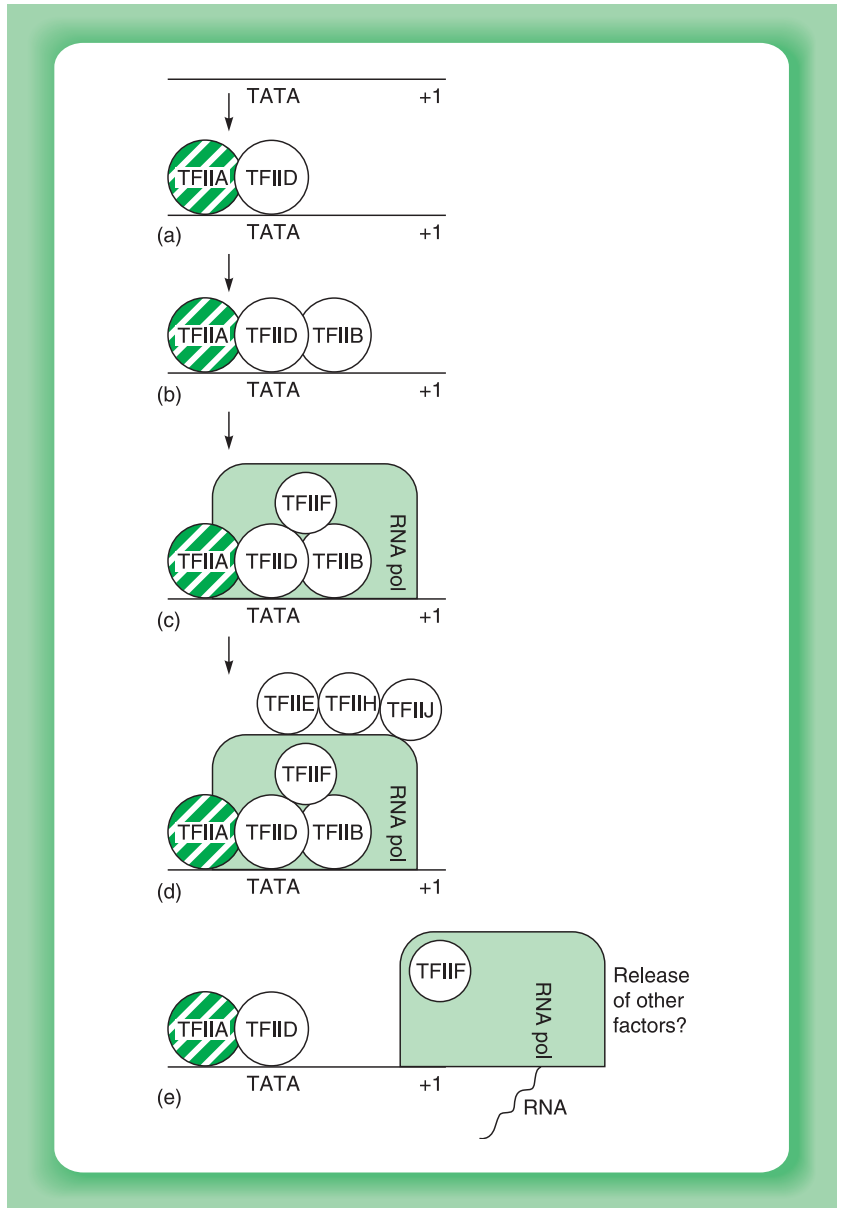 TATA +1
TFIIA TFIID
TATA +1
(a)
TFIIA TFIID TFIIB
TATA +1
(b)
TFIIF
RNA pol
TFIIA TFIID TFIIB
TATA +1
(c)
TFIIE TFIIH TFIIJ
TFIIF
RNA pol
TFIIA TFIID TFIIB
TATA +1
(d)
TFIIF
Release
of other
factors?
RNA pol
TFIIA TFIID
TATA +1
(e)
RNA